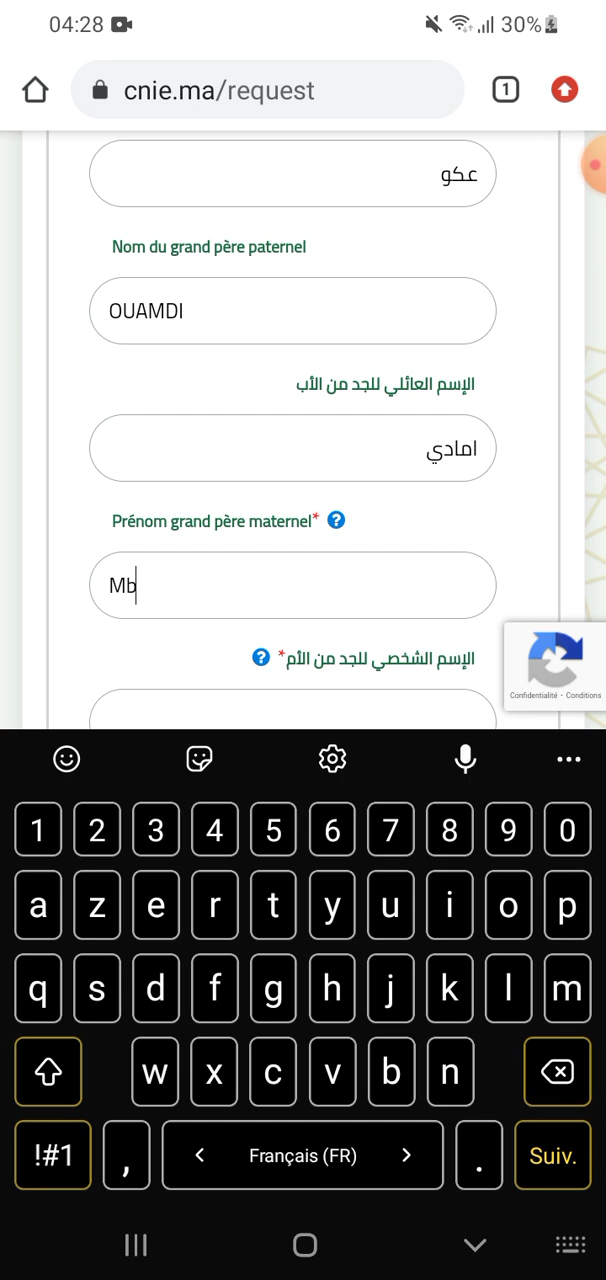 04:28
30%
cnie.ma/request
1
عكو
Nom du grand père paternel
OUAMDI
الإسم العائلي للجد من الأب
امادي
Prénom grand père maternel* ?
Mb
الإسم الشخصي للجد من الأم* ?
Confidentialité - Conditions
1 2 3 4 5 6 7 8 9 0
a z e r t y u i o p
q s d f g h j k l m
w x c v b n
!#1 , < Français (FR) > . Suiv.